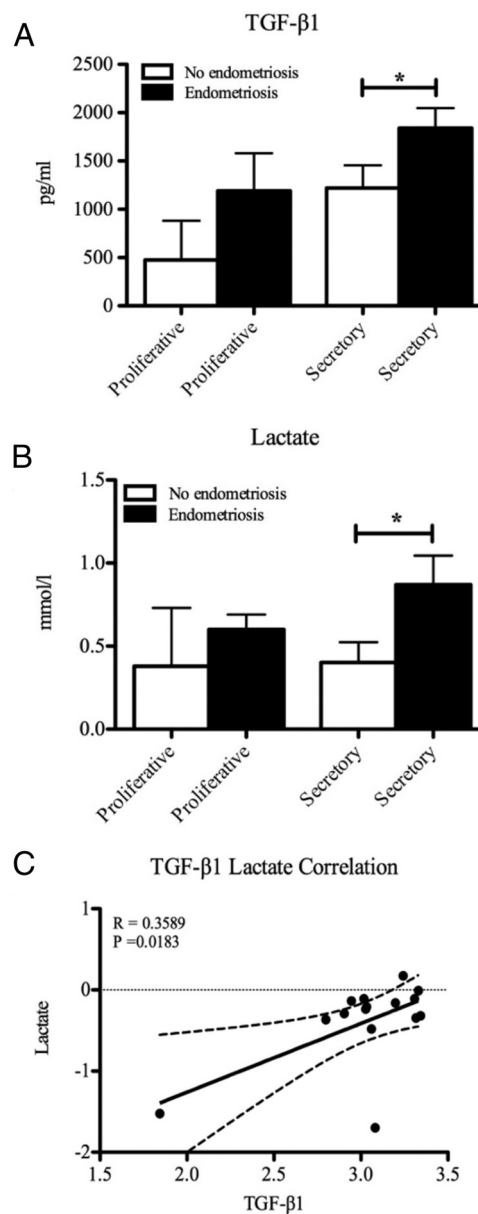 A
TGF-β1
No endometriosis
Endometriosis
*
2500
2000
1500
1000
500
0
pg/ml
Proliferative
Proliferative
Secretory
Secretory
B
Lactate
No endometriosis
Endometriosis
*
1.5
1.0
0.5
0.0
mmol/l
Proliferative
Proliferative
Secretory
Secretory
C
TGF-β1 Lactate Correlation
R = 0.3589
P =0.0183
1
0
-1
-2
Lactate
1.5
2.0
2.5
3.0
3.5
TGF-β1